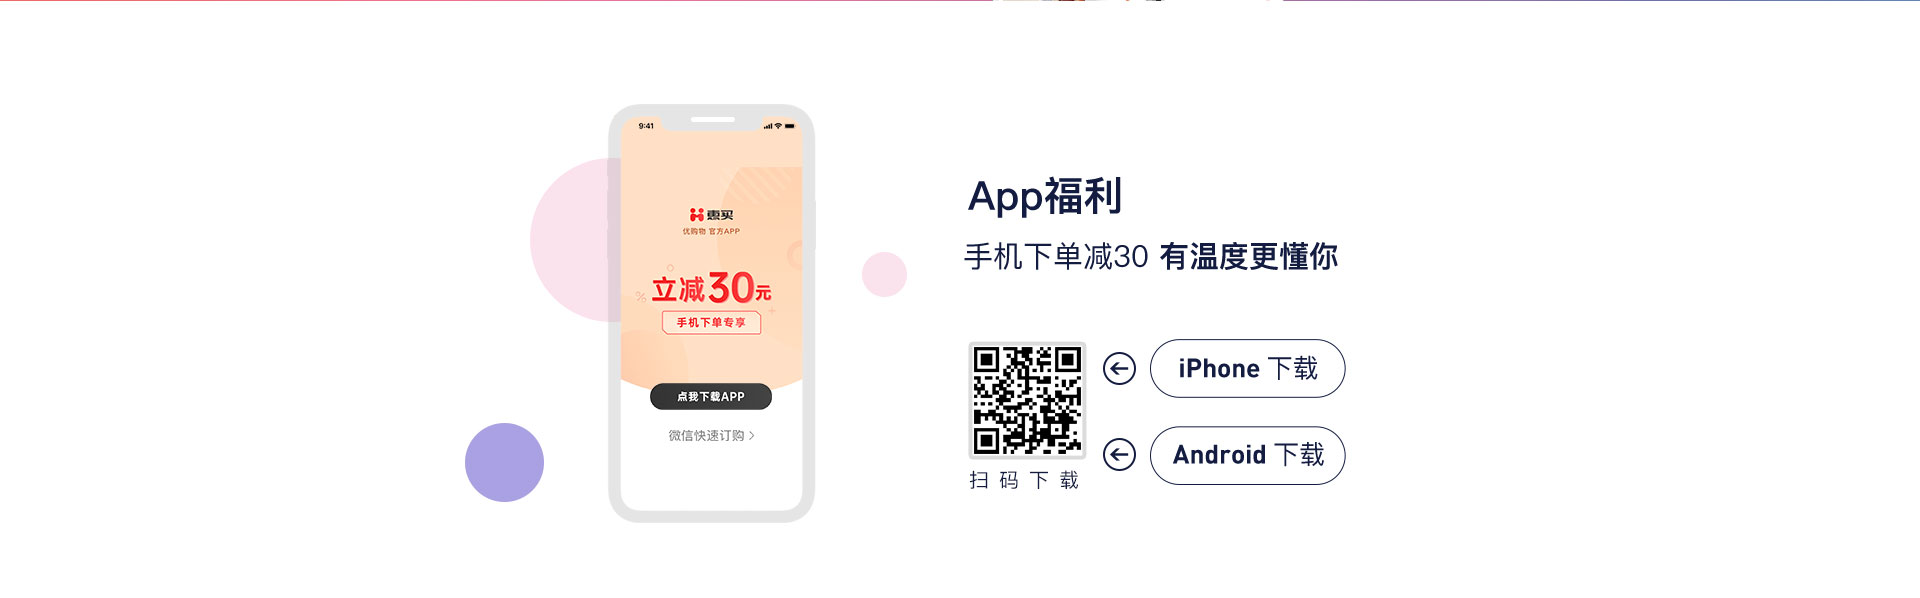 9:41
惠买
优购物 官方APP
立减30元
手机下单专享
点我下载APP
微信快速订购
App福利
手机下单减30 有温度更懂你
iPhone 下载
Android 下载
扫码下载